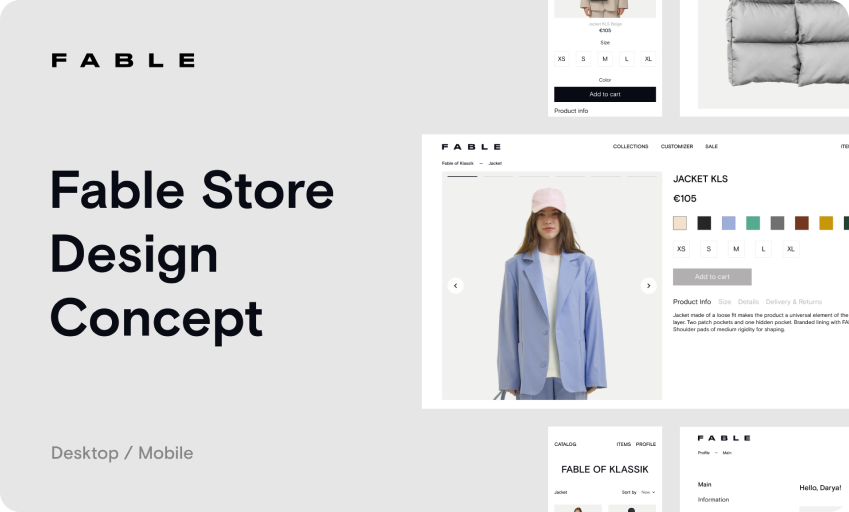 FABLE
Fable Store
Design
Concept
Desktop / Mobile
Jacket KLS Beige
€105
Size
XS S M L XL
Color
Add to cart
Product info
FABLE
COLLECTIONS CUSTOMIZER SALE
Fable of Klassik — Jacket
JACKET KLS
€105
XS S M L XL
Add to cart
Product Info Size Details Delivery & Returns
Jacket made of a loose fit makes the product a universal element of the
layer. Two patch pockets and one hidden pocket. Branded lining with
Shoulder pads of medium rigidity for shaping.
CATALOG ITEMS PROFILE
FABLE OF KLASSIK
Jacket Sort by New
FABLE
Profile — Main
Main
Information
Hello, Darya!